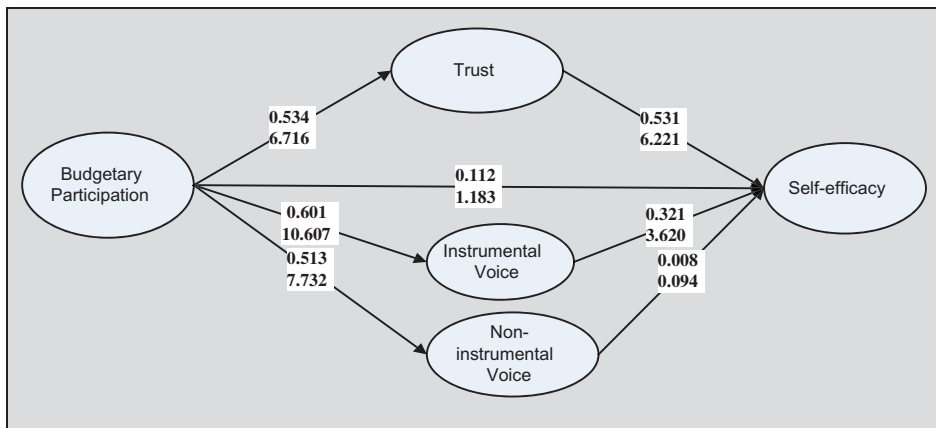 Trust
0.534
6.716
0.531
6.221
Budgetary
Participation
0.112
1.183
Self-efficacy
0.601
10.607
Instrumental
Voice
0.321
3.620
0.513
7.732
0.008
0.094
Non-
instrumental
Voice